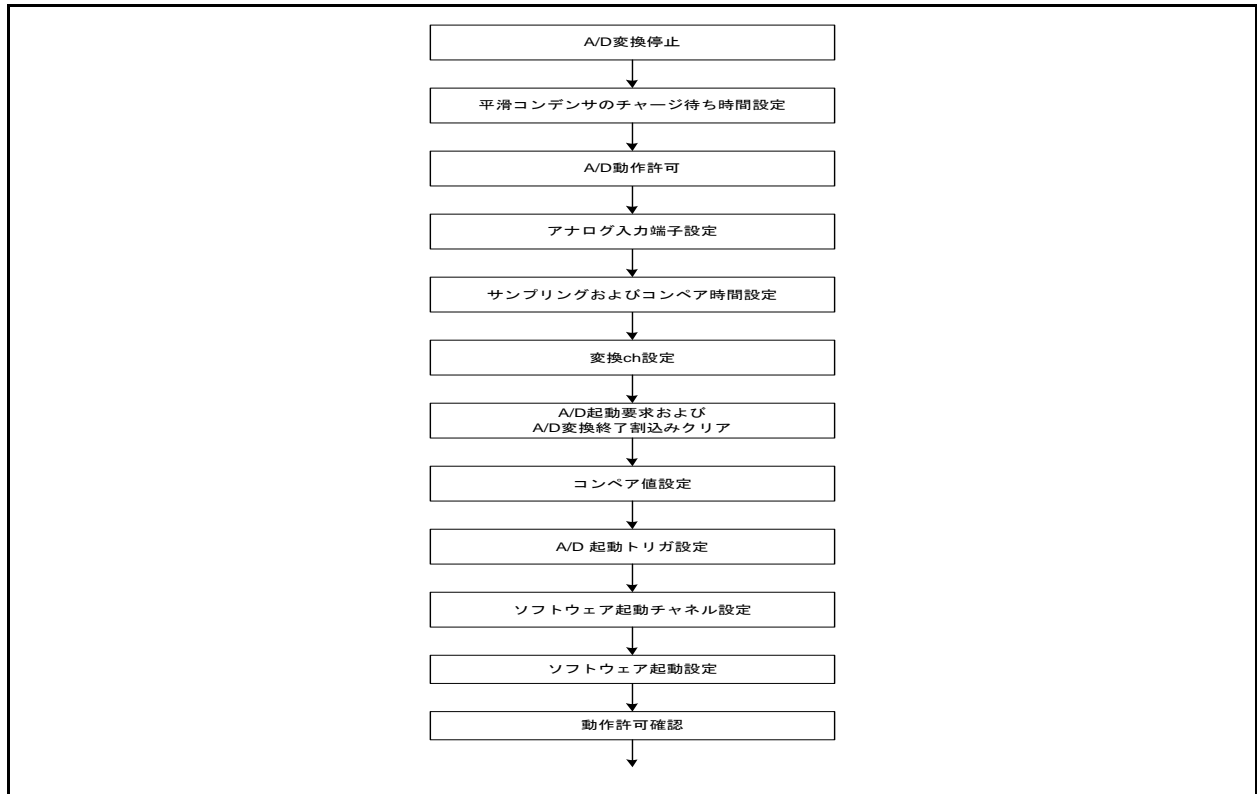 A/D変換停止
平滑コンデンサのチャージ待ち時間設定
A/D動作許可
アナログ入力端子設定
サンプリングおよびコンペア時間設定
変換ch設定
A/D起動要求および
A/D変換終了割込みクリア
コンペア値設定
A/D 起動トリガ設定
ソフトウェア起動チャネル設定
ソフトウェア起動設定
動作許可確認